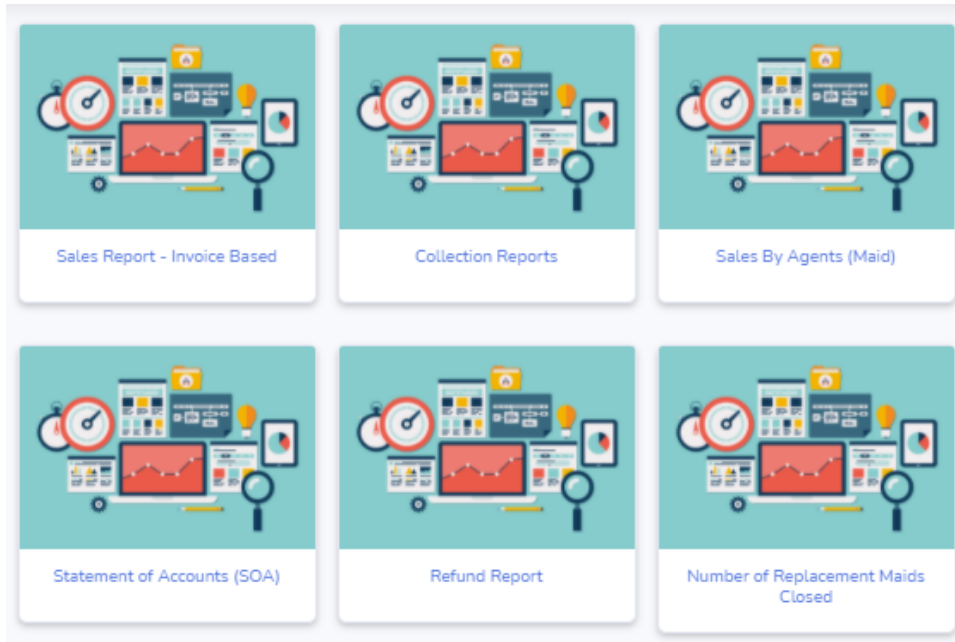 Sales Report - Invoice Based
Collection Reports
Sales By Agents (Maid)
Statement of Accounts (SOA)
Refund Report
Number of Replacement Maids
Closed